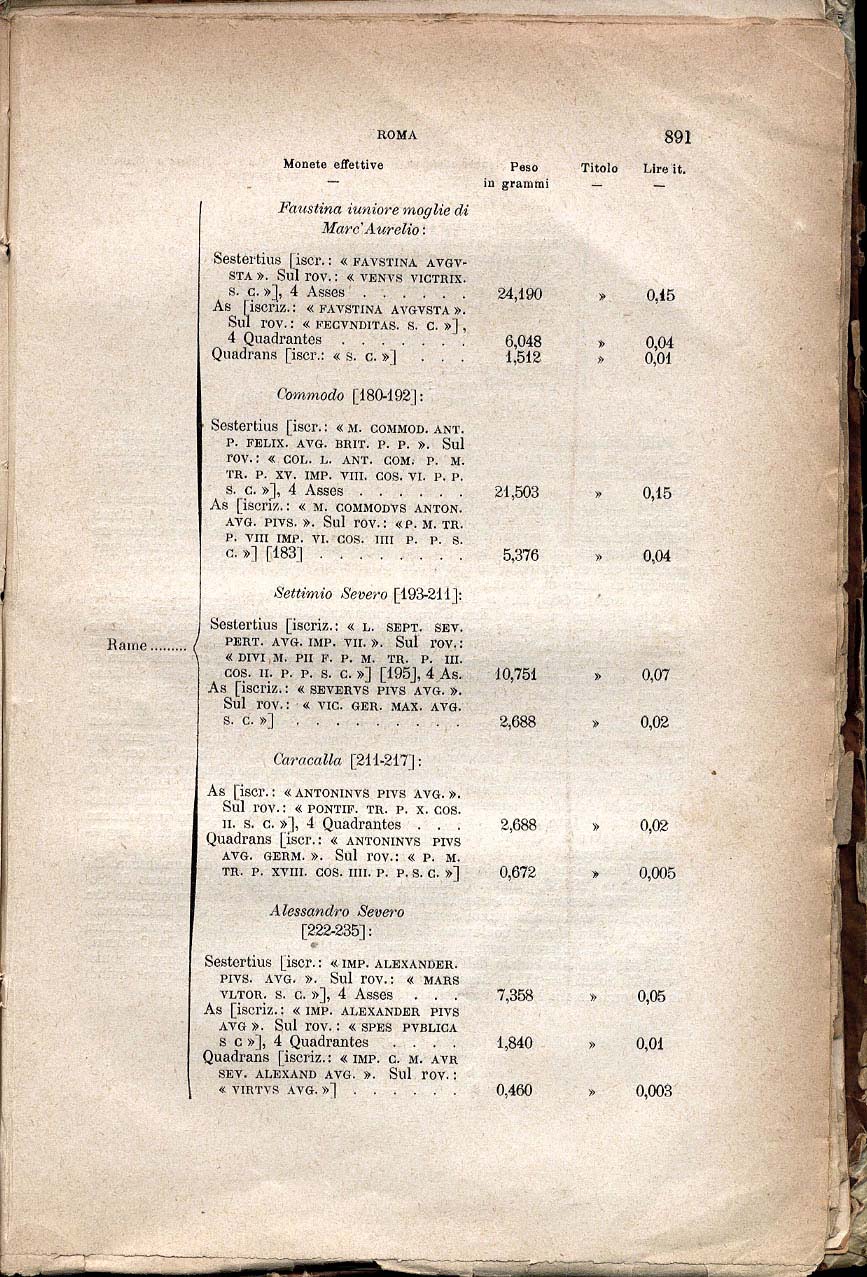 ROMA 891
Monete effettive Peso in grammi Titolo Lire it.
Faustina iuniore moglie di
Marc'Aurelio:
Sestertius [iscr.: « FAVSTINA AVGV-
STA ». Sul rov.: « VENVS VICTRIX.
S. C. »], 4 Asses . . . . . . 24,190 » 0,15
As [iscriz.: « FAVSTINA AVGVSTA ».
Sul rov.: « FECVNDITAS. S. C. »],
4 Quadrantes . . . . . . . 6,048 » 0,04
Quadrans [iscr.: « S. C. »] . . . 1,512 » 0,01
Commodo [180-192]:
Sestertius [iscr.: « M. COMMOD. ANT.
P. FELIX. AVG. BRIT. P. P. ». Sul
rov.: « COL. L. ANT. COM. P. M.
TR. P. XV. IMP. VIII. COS. VI. P. P.
S. C. »], 4 Asses . . . . . . 21,503 » 0,15
As [iscriz.: « M. COMMODVS ANTON.
AVG. PIVS. ». Sul rov.: «P. M. TR.
P. VIII IMP. VI. COS. IIII P. P. S.
C. »] [183] . . . . . . . . 5,376 » 0,04
Settimio Severo [193-211]:
Sestertius [iscriz.: « L. SEPT. SEV.
Rame ......... PERT. AVG. IMP. VII. ». Sul rov.:
« DIVI M. PII F. P. M. TR. P. III.
COS. II. P. P. S. C. »] [195], 4 As. 10,751 » 0,07
As [iscriz.: « SEVERVS PIVS AVG. ».
Sul rov.: « VIC. GER. MAX. AVG.
S. C. »] . . . . . . . . . 2,688 » 0,02
Caracalla [211-217]:
As [iscr.: « ANTONINVS PIVS AVG. ».
Sul rov.: « PONTIF. TR. P. X. COS.
II. S. C. »], 4 Quadrantes . . . 2,688 » 0,02
Quadrans [iscr.: « ANTONINVS PIVS
AVG. GERM. ». Sul rov.: « P. M.
TR. P. XVIII. COS. IIII. P. P. S. C. »] 0,672 » 0,005
Alessandro Severo
[222-235]:
Sestertius [iscr.: « IMP. ALEXANDER.
PIVS. AVG. ». Sul rov.: « MARS
VLTOR. S. C. »], 4 Asses . . . 7,358 » 0,05
As [iscriz.: « IMP. ALEXANDER PIVS
AVG ». Sul rov.: « SPES PVBLICA
S C »], 4 Quadrantes . . . . 1,840 » 0,01
Quadrans [iscriz.: « IMP. C. M. AVR
SEV. ALEXAND AVG. ». Sul rov.:
« VIRTVS AVG. »] . . . . . . 0,460 » 0,003